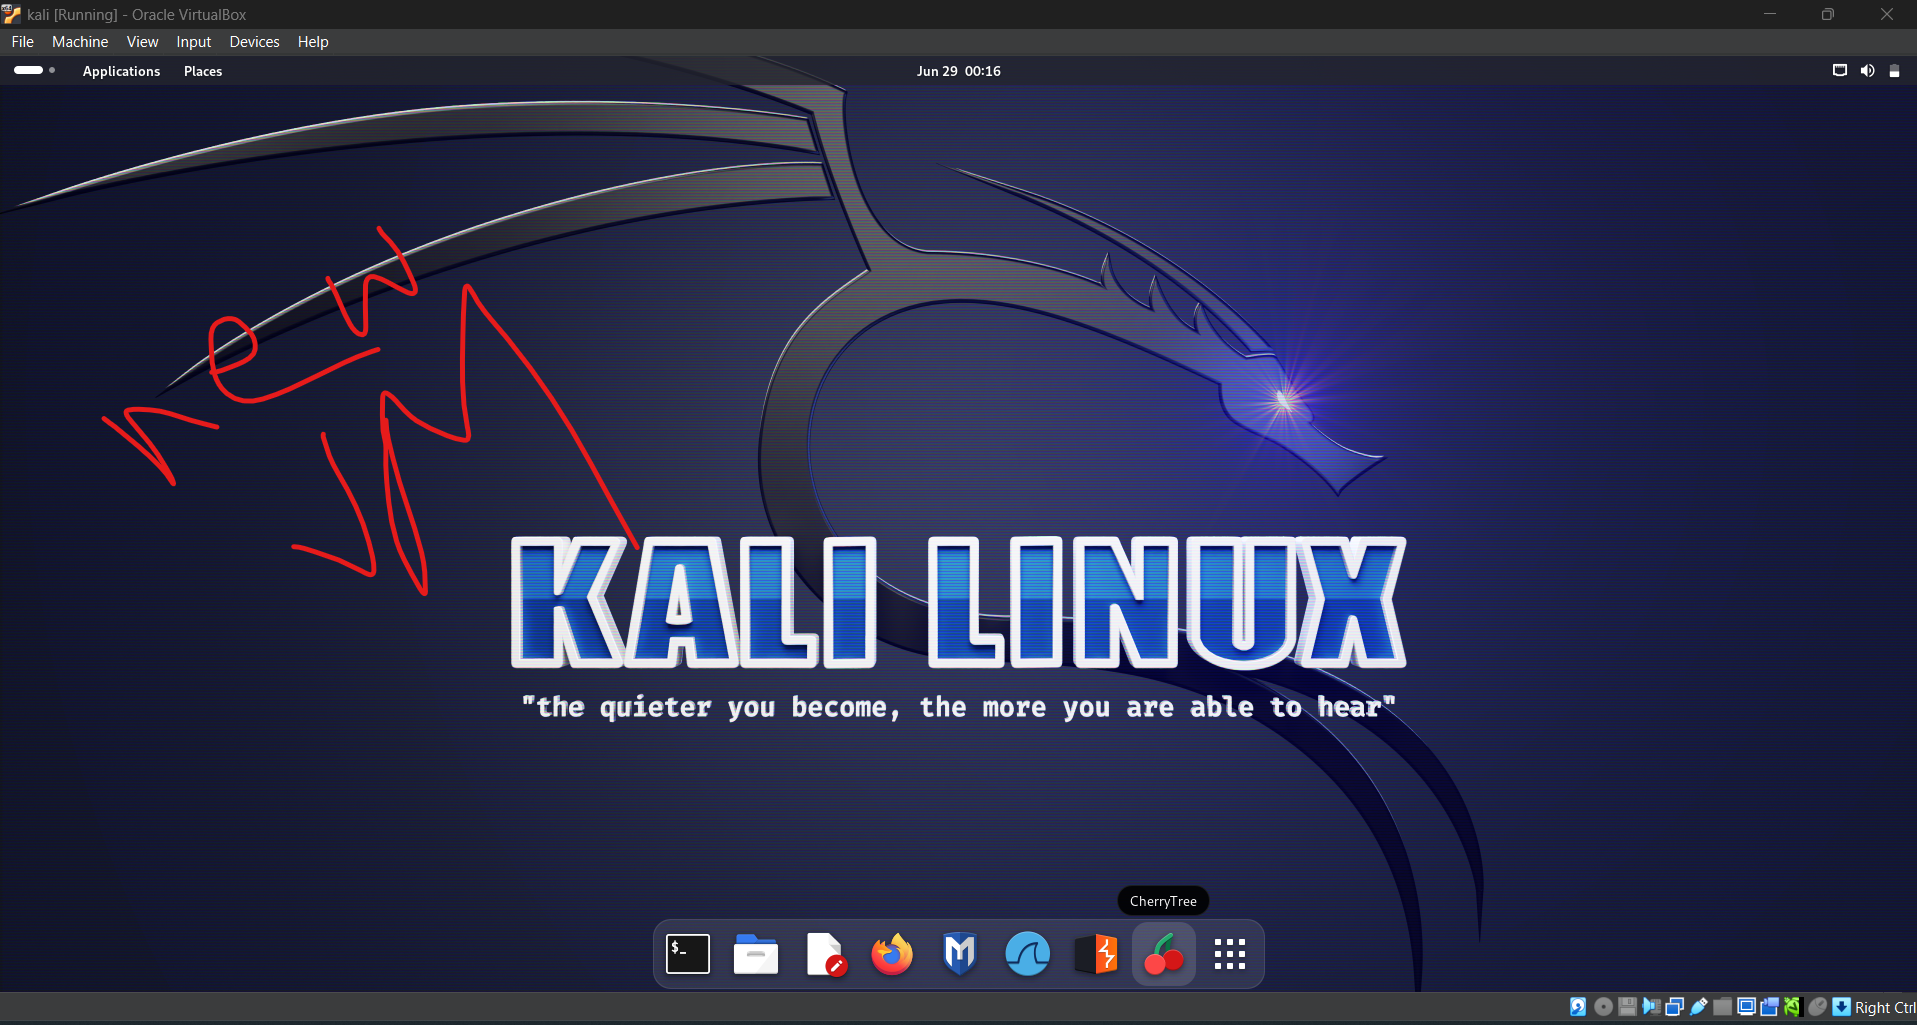 kali [Running] - Oracle VirtualBox
File Machine View Input Devices Help
Applications Places Jun 29 00:16
new
VM
KALI LINUX
"the quieter you become, the more you are able to hear"
CherryTree
$_
Right Ctrl